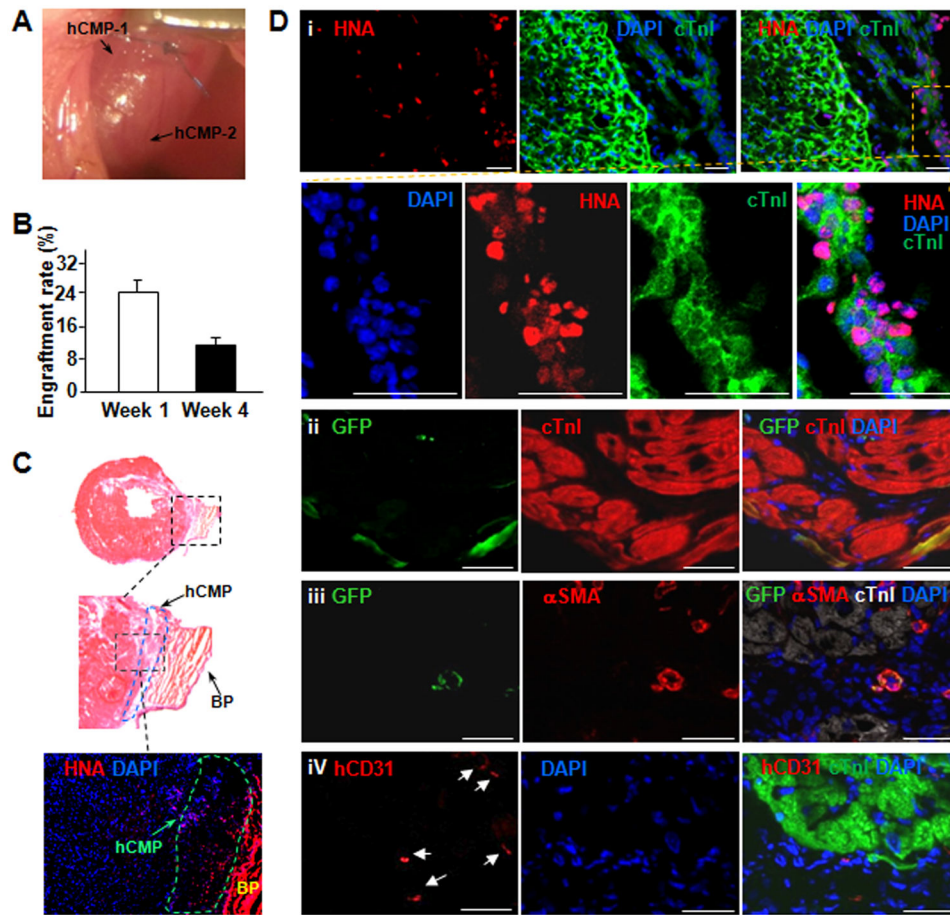 A
hCMP-1
hCMP-2
B
Engraftment rate (%)
32
24
16
8
0
Week 1 Week 4
C
hCMP
BP
HNA DAPI
hCMP
BP
D
i HNA
DAPI cTnI
HNA DAPI cTnI
DAPI
HNA
cTnI
HNA
DAPI
cTnI
ii GFP
cTnI
GFP cTnI DAPI
iii GFP
αSMA
GFP αSMA cTnI DAPI
iV hCD31
DAPI
hCD31 cTnI DAPI